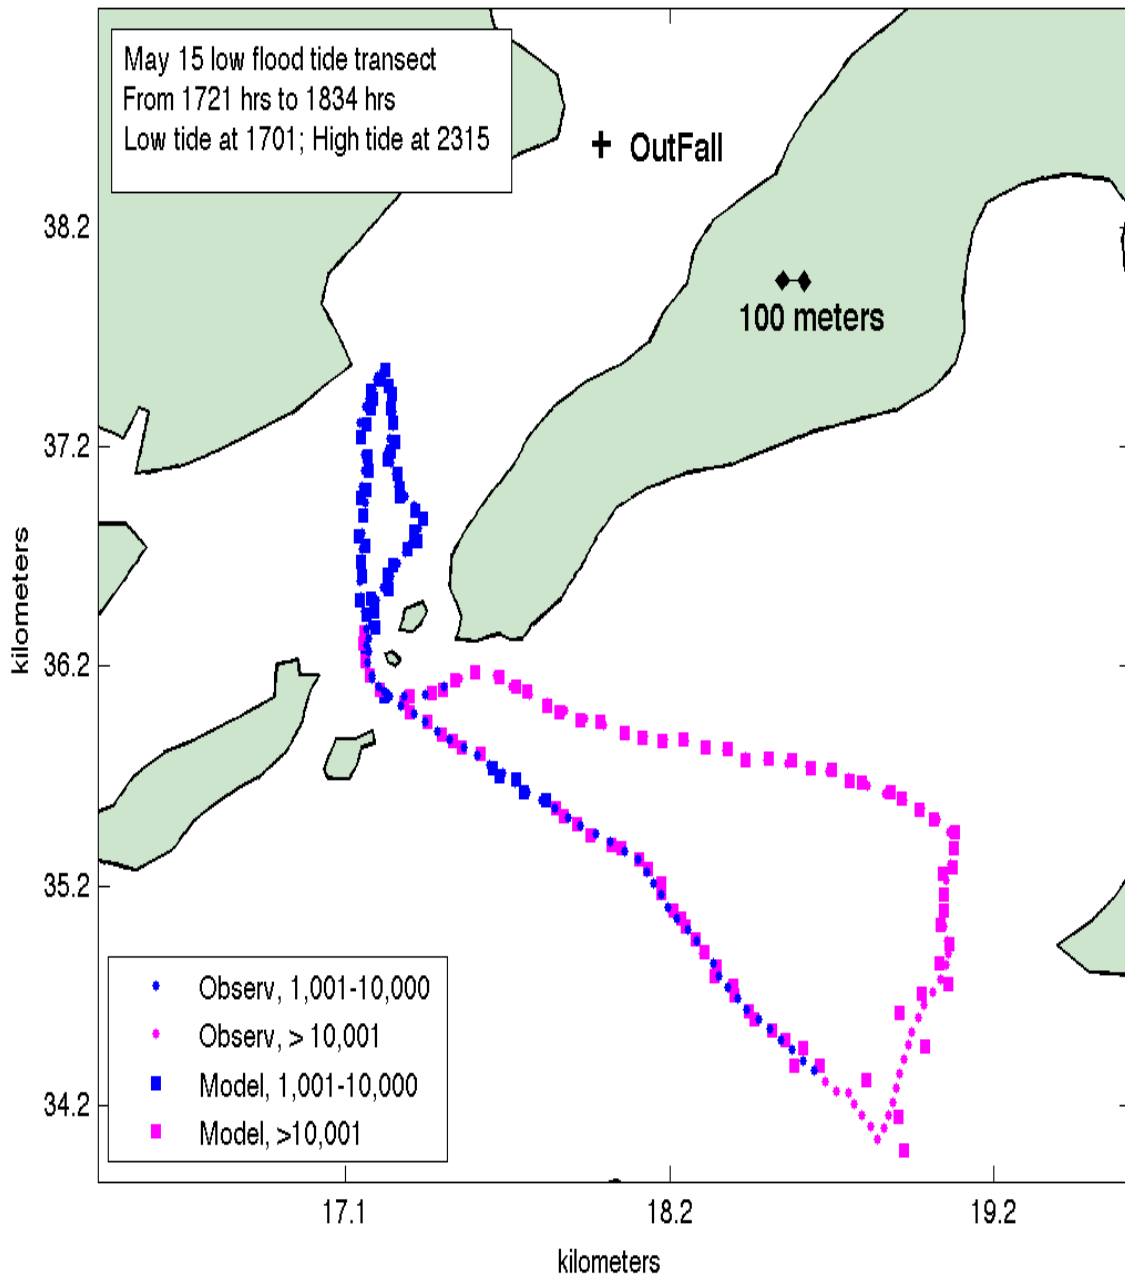 May 15 low flood tide transect
From 1721 hrs to 1834 hrs
Low tide at 1701; High tide at 2315
OutFall
38.2
100 meters
37.2
kilometers
36.2
35.2
Observ, 1,001-10,000
Observ, > 10,001
Model, 1,001-10,000
Model, >10,001
34.2
17.1 18.2 19.2
kilometers